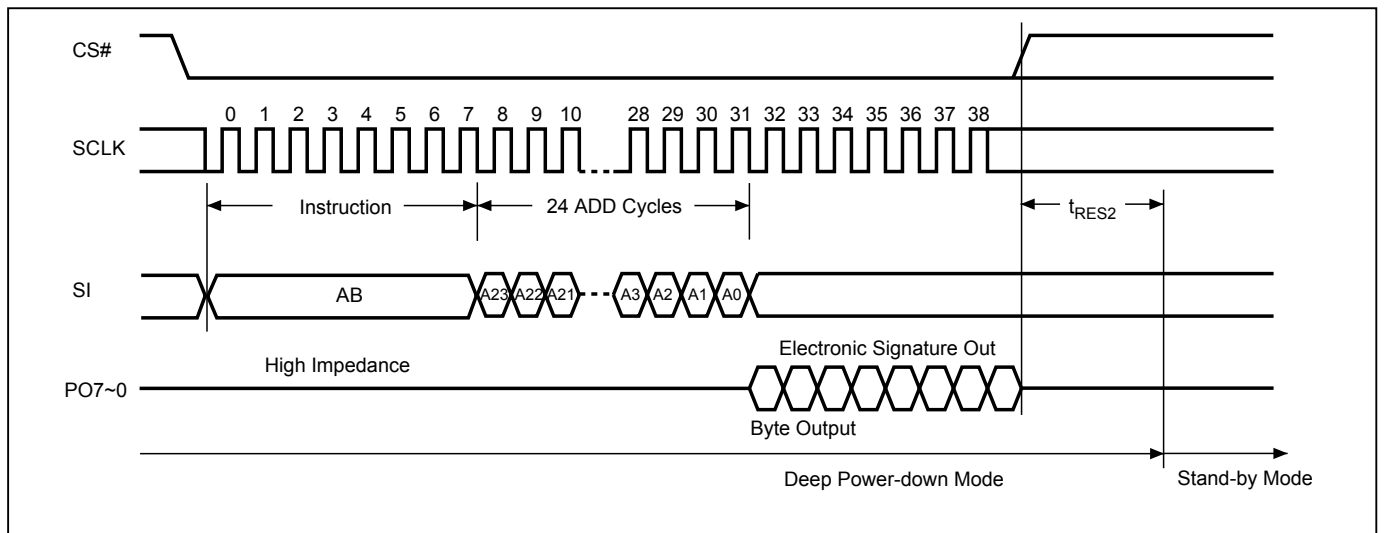 CS#
0 1 2 3 4 5 6 7 8 9 10 28 29 30 31 32 33 34 35 36 37 38
SCLK
Instruction 24 ADD Cycles tRES2
SI AB A23 A22 A21 A3 A2 A1 A0
Electronic Signature Out
High Impedance
PO7~0
Byte Output
Deep Power-down Mode Stand-by Mode